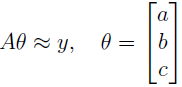 Aθ ≈ y, θ = [a b c]